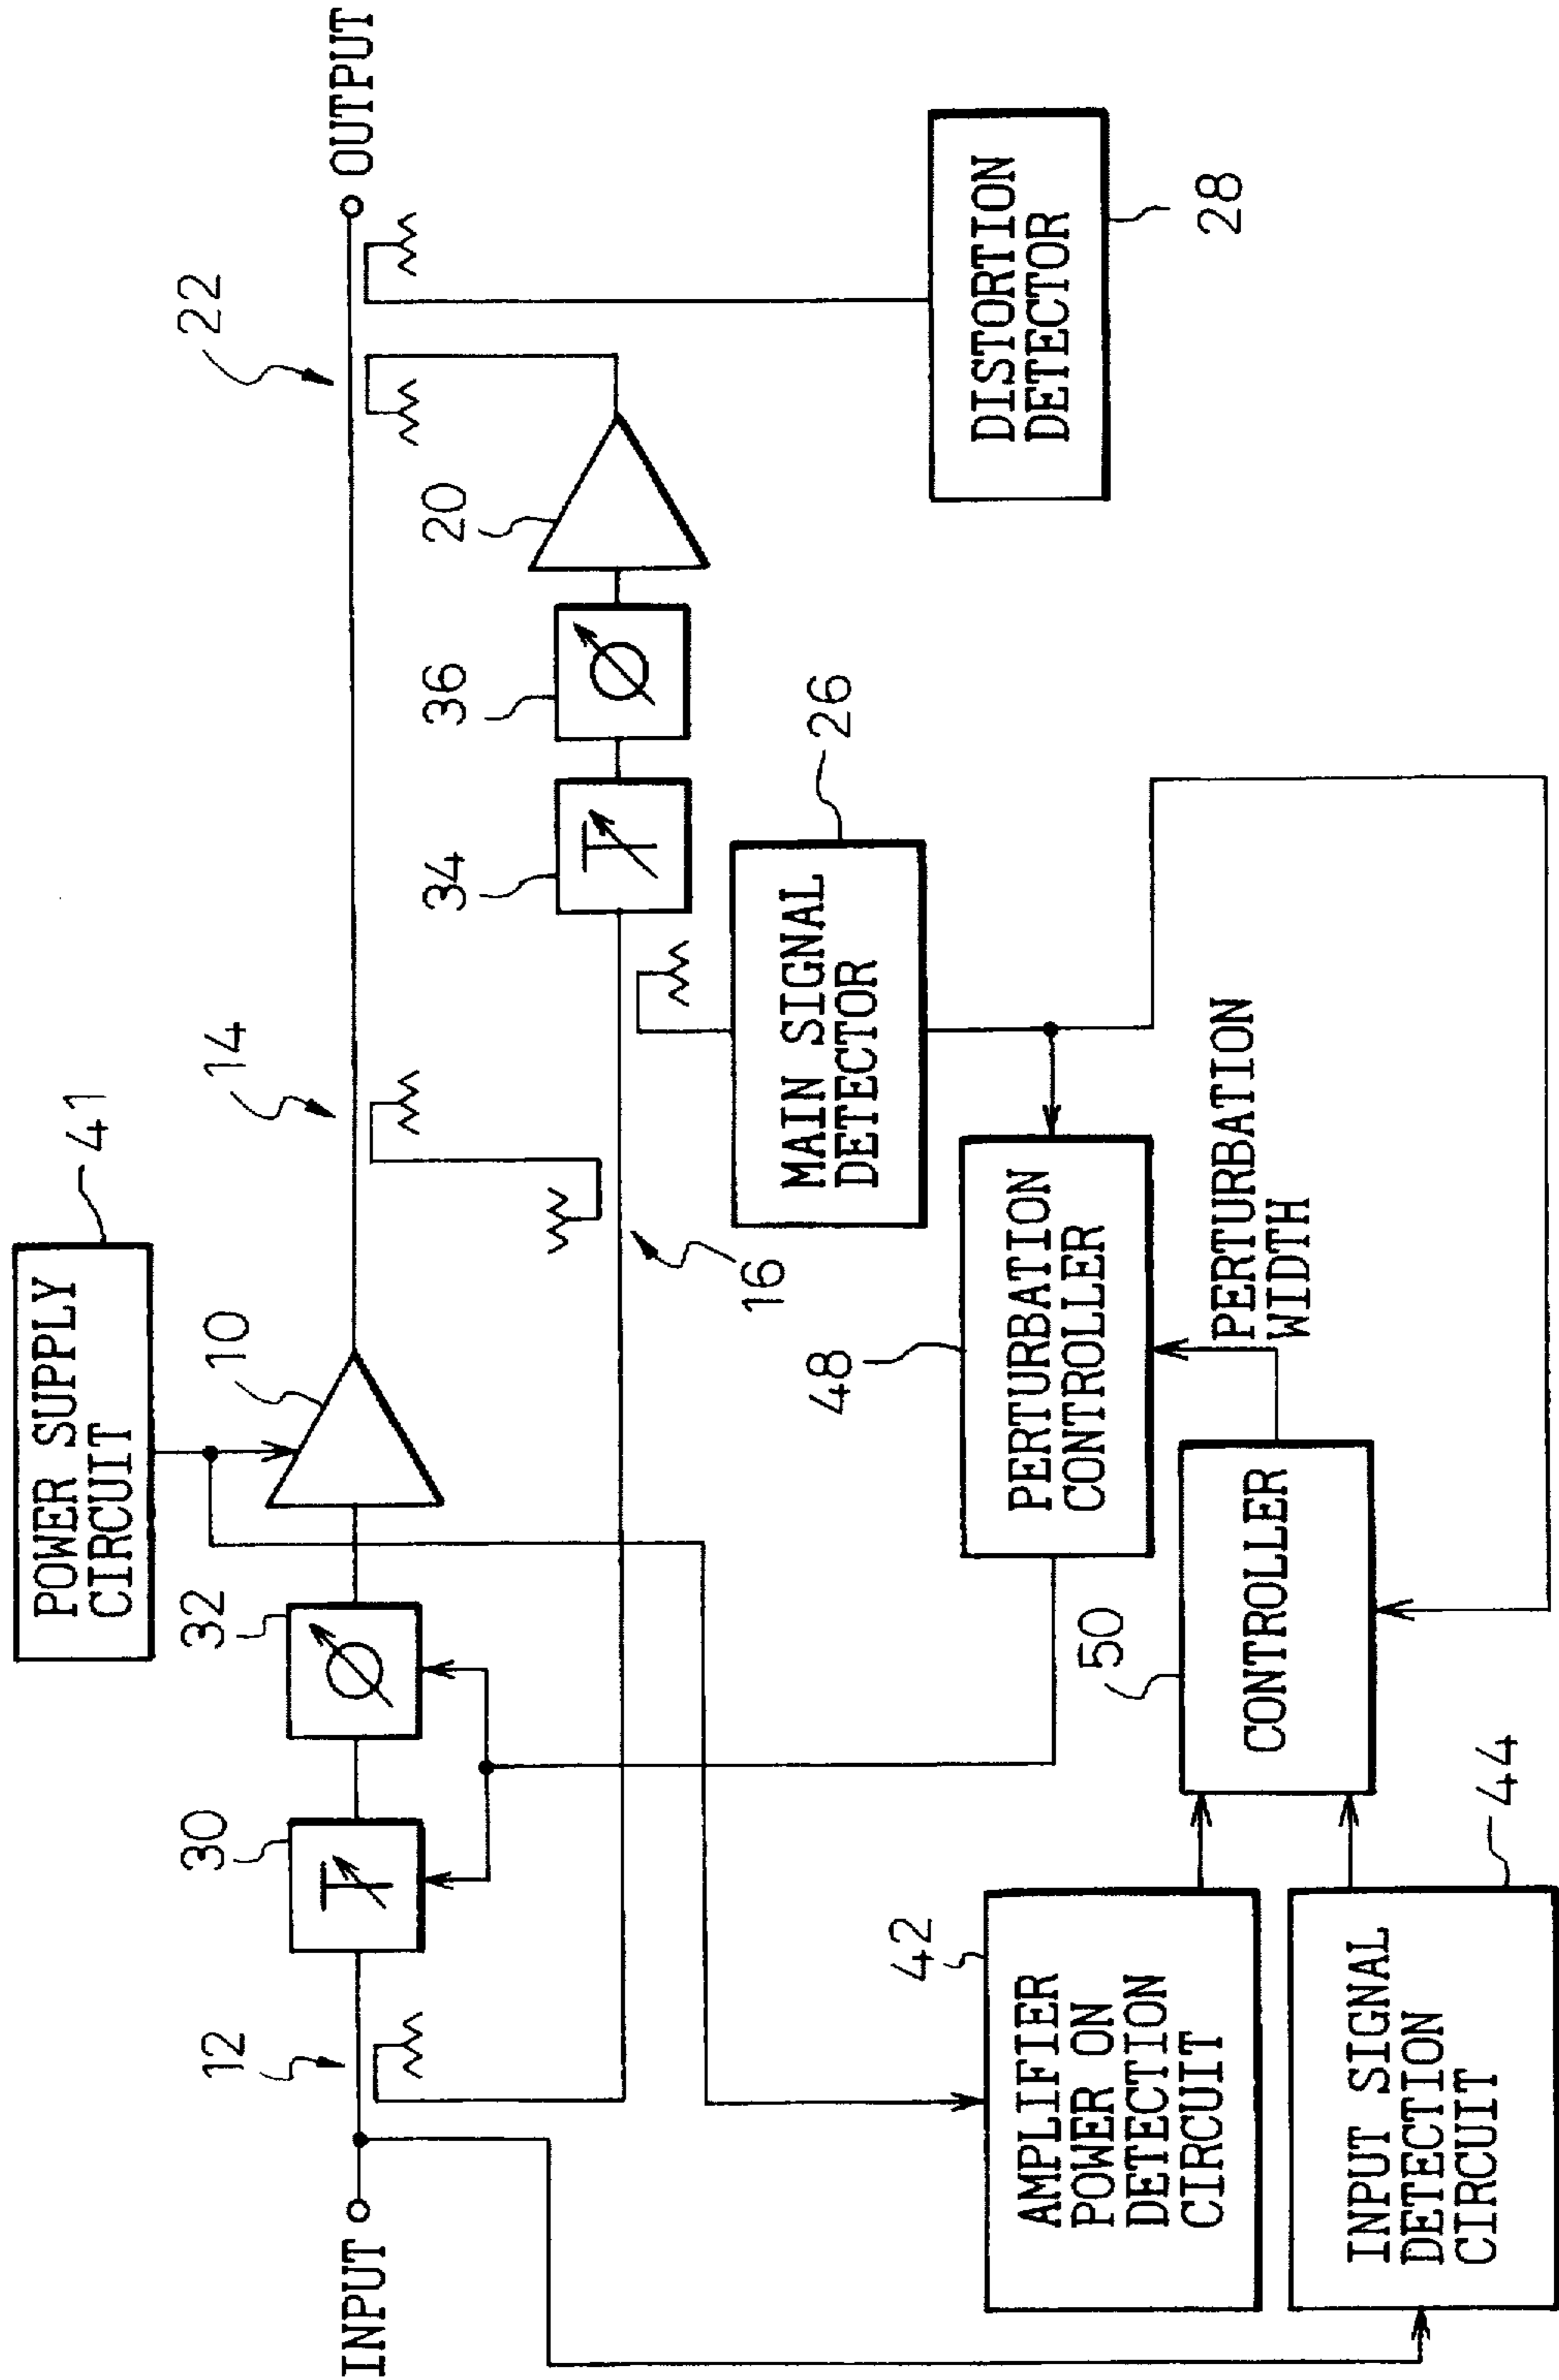 POWER SUPPLY
CIRCUIT
41
INPUT
12
30
32
10
14
22
OUTPUT
16
34
36
20
MAIN SIGNAL
DETECTOR
26
DISTORTION
DETECTOR
28
AMPLIFIER
POWER ON
DETECTION
CIRCUIT
42
INPUT SIGNAL
DETECTION
CIRCUIT
44
CONTROLLER
50
PERTURBATION
CONTROLLER
48
PERTURBATION
WIDTH